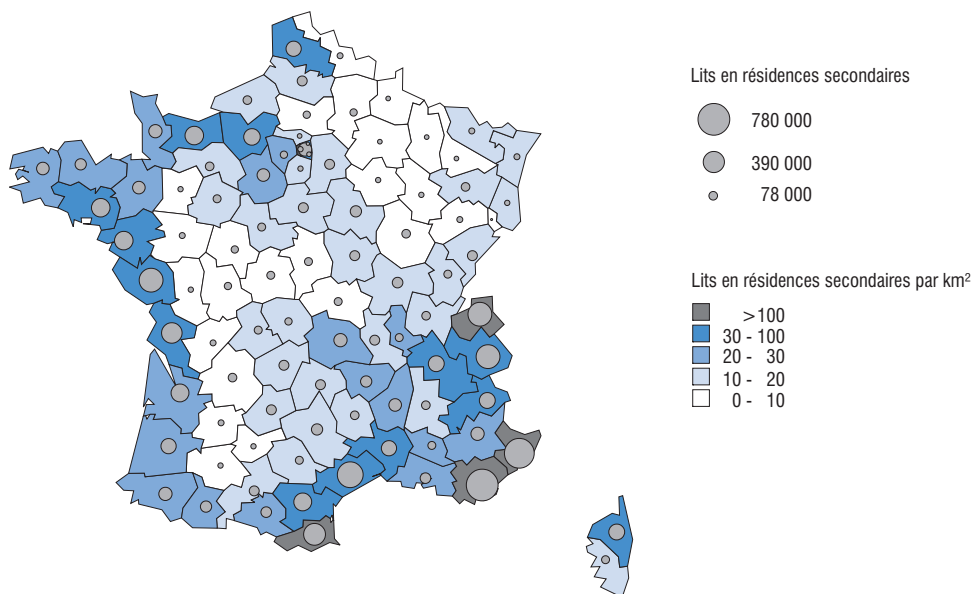 Lits en résidences secondaires
780 000
390 000
78 000
Lits en résidences secondaires par km²
>100
30 - 100
20 - 30
10 - 20
0 - 10